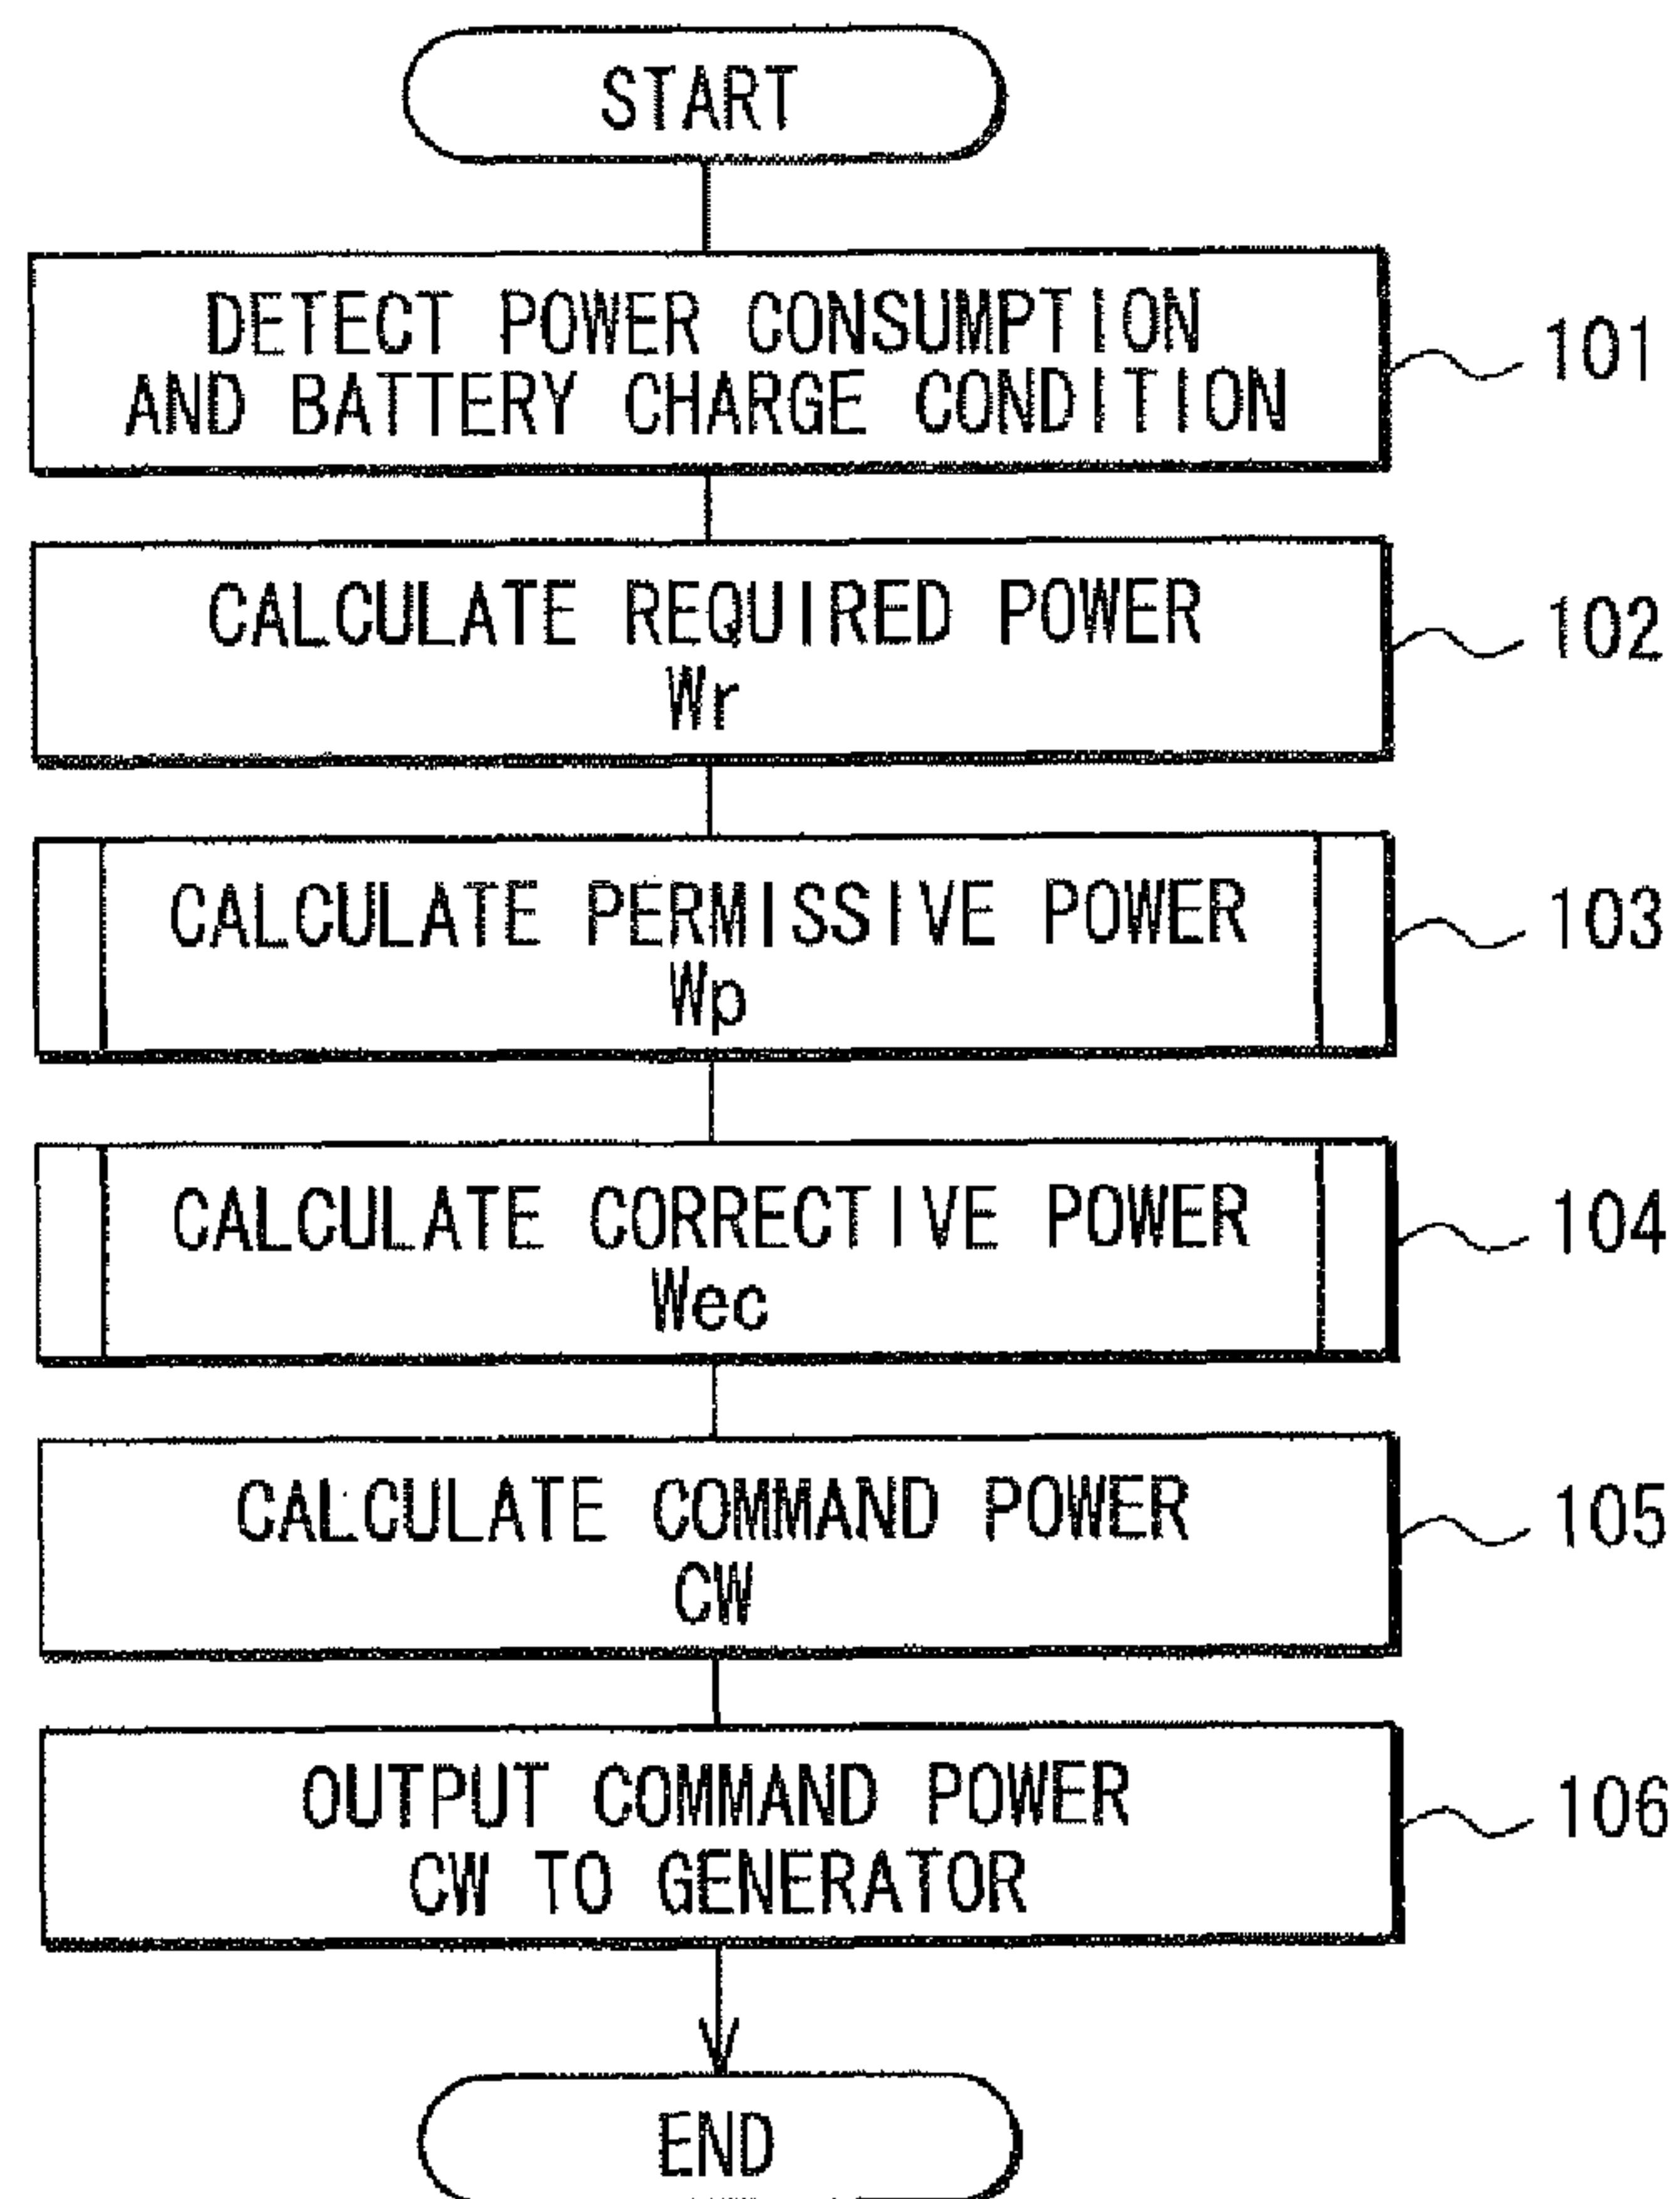 START
DETECT POWER CONSUMPTION
AND BATTERY CHARGE CONDITION
101
CALCULATE REQUIRED POWER
Wr
102
CALCULATE PERMISSIVE POWER
Wp
103
CALCULATE CORRECTIVE POWER
Wec
104
CALCULATE COMMAND POWER
CW
105
OUTPUT COMMAND POWER
CW TO GENERATOR
106
END